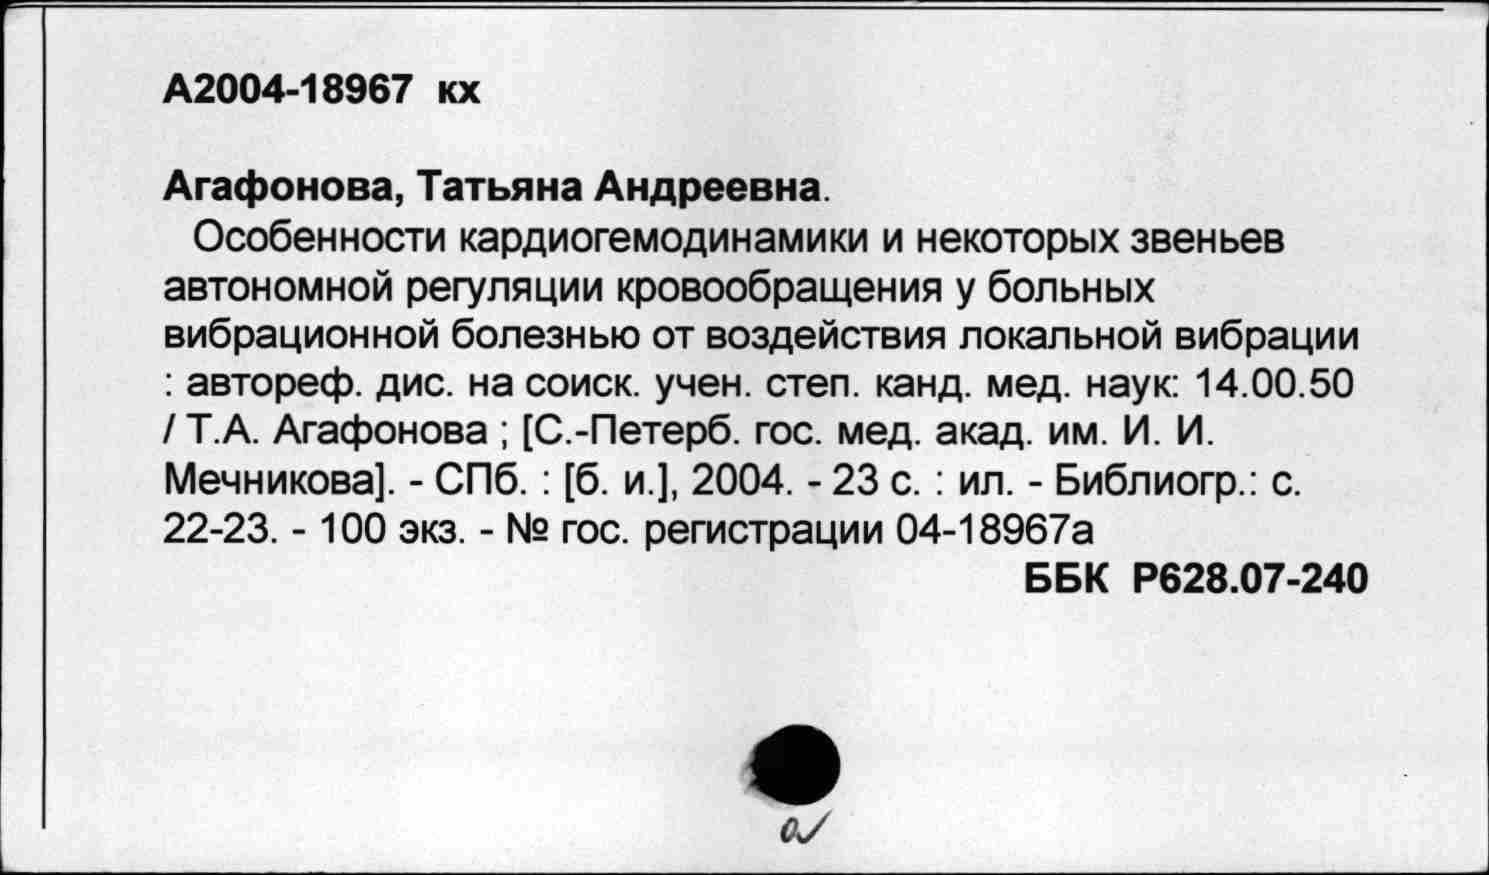 А2004-18967 кх
Агафонова, Татьяна Андреевна.
Особенности кардиогемодинамики и некоторых звеньев
автономной регуляции кровообращения у больных
вибрационной болезнью от воздействия локальной вибрации
: автореф. дис. на соиск. учен. степ. канд. мед. наук: 14.00.50
/ Т.А. Агафонова ; [С.-Петерб. гос. мед. акад. им. И. И.
Мечникова]. - СПб. : [б. и.], 2004. - 23 с. : ил. - Библиогр.: с.
22-23. - 100 экз. - № гос. регистрации 04-18967а
ББК Р628.07-240